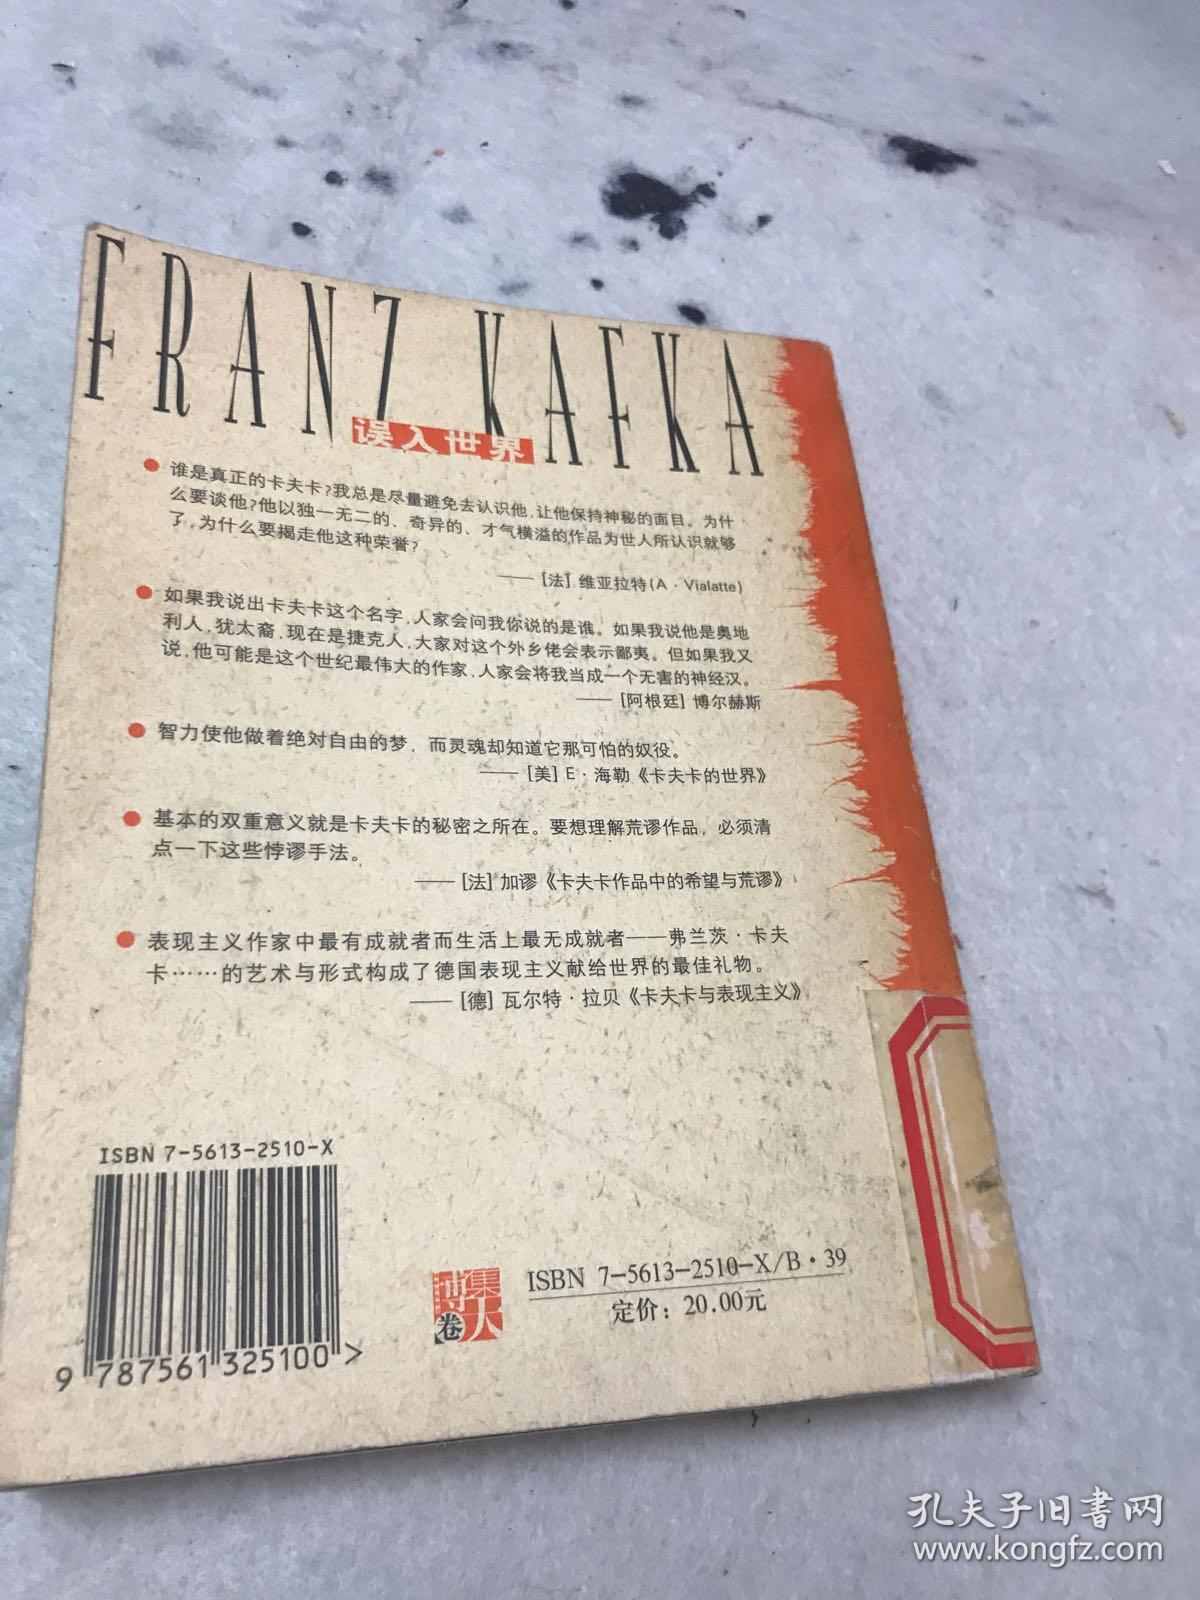 FRANZ KAFKA
误入世界
● 谁是真正的卡夫卡?我总是尽量避免去认识他,让他保持神秘的面目。为什
么要谈他?他以独一无二的、奇异的、才气横溢的作品为世人所认识就够
了,为什么要揭走他这种荣誉?
——[法] 维亚拉特(A·Vialatte)
● 如果我说出卡夫卡这个名字,人家会问我你说的是谁。如果我说他是奥地
利人,犹太裔,现在是捷克人,大家对这个外乡佬会表示鄙夷。但如果我又
说,他可能是这个世纪最伟大的作家,人家会将我当成一个无害的神经汉。
——[阿根廷] 博尔赫斯
● 智力使他做着绝对自由的梦,而灵魂却知道它那可怕的奴役。
——[美] E·海勒《卡夫卡的世界》
● 基本的双重意义就是卡夫卡的秘密之所在。要想理解荒谬作品,必须清
点一下这些悖谬手法。
——[法] 加谬《卡夫卡作品中的希望与荒谬》
● 表现主义作家中最有成就者而生活上最无成就者——弗兰茨·卡夫
卡……的艺术与形式构成了德国表现主义献给世界的最佳礼物。
——[德] 瓦尔特·拉贝《卡夫卡与表现主义》
ISBN 7-5613-2510-X
9 787561 325100 >
博集
卷天
ISBN 7-5613-2510-X/B·39
定价：20.00元
孔夫子旧书网
www.kongfz.com